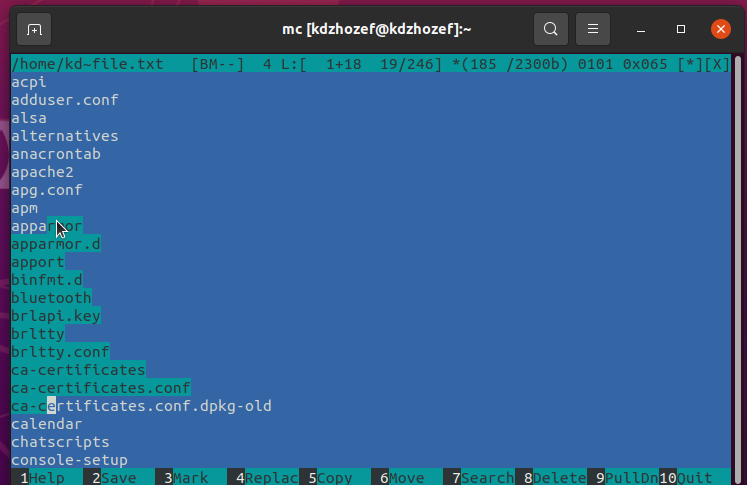 mc [kdzhozef@kdzhozef]:~
/home/kd~file.txt   [BM--]  4 L:[  1+18  19/246] *(185 /2300b) 0101 0x065 [*][X]
acpi
adduser.conf
alsa
alternatives
anacrontab
apache2
apg.conf
apm
apparmor
apparmor.d
apport
binfmt.d
bluetooth
brlapi.key
brltty
brltty.conf
ca-certificates
ca-certificates.conf
ca-certificates.conf.dpkg-old
calendar
chatscripts
console-setup
1Help 2Save 3Mark 4Replac 5Copy 6Move 7Search 8Delete 9PullDn 10Quit